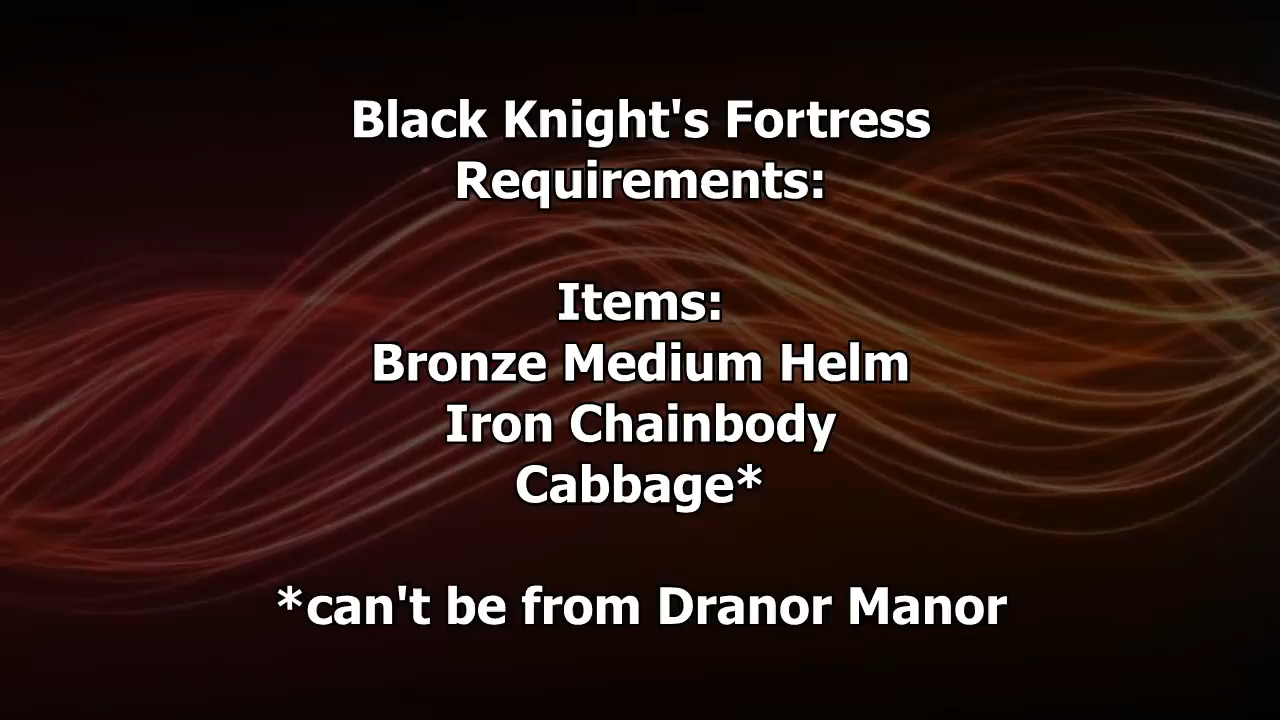 Black Knight's Fortress
Requirements:
Items:
Bronze Medium Helm
Iron Chainbody
Cabbage*
*can't be from Dranor Manor